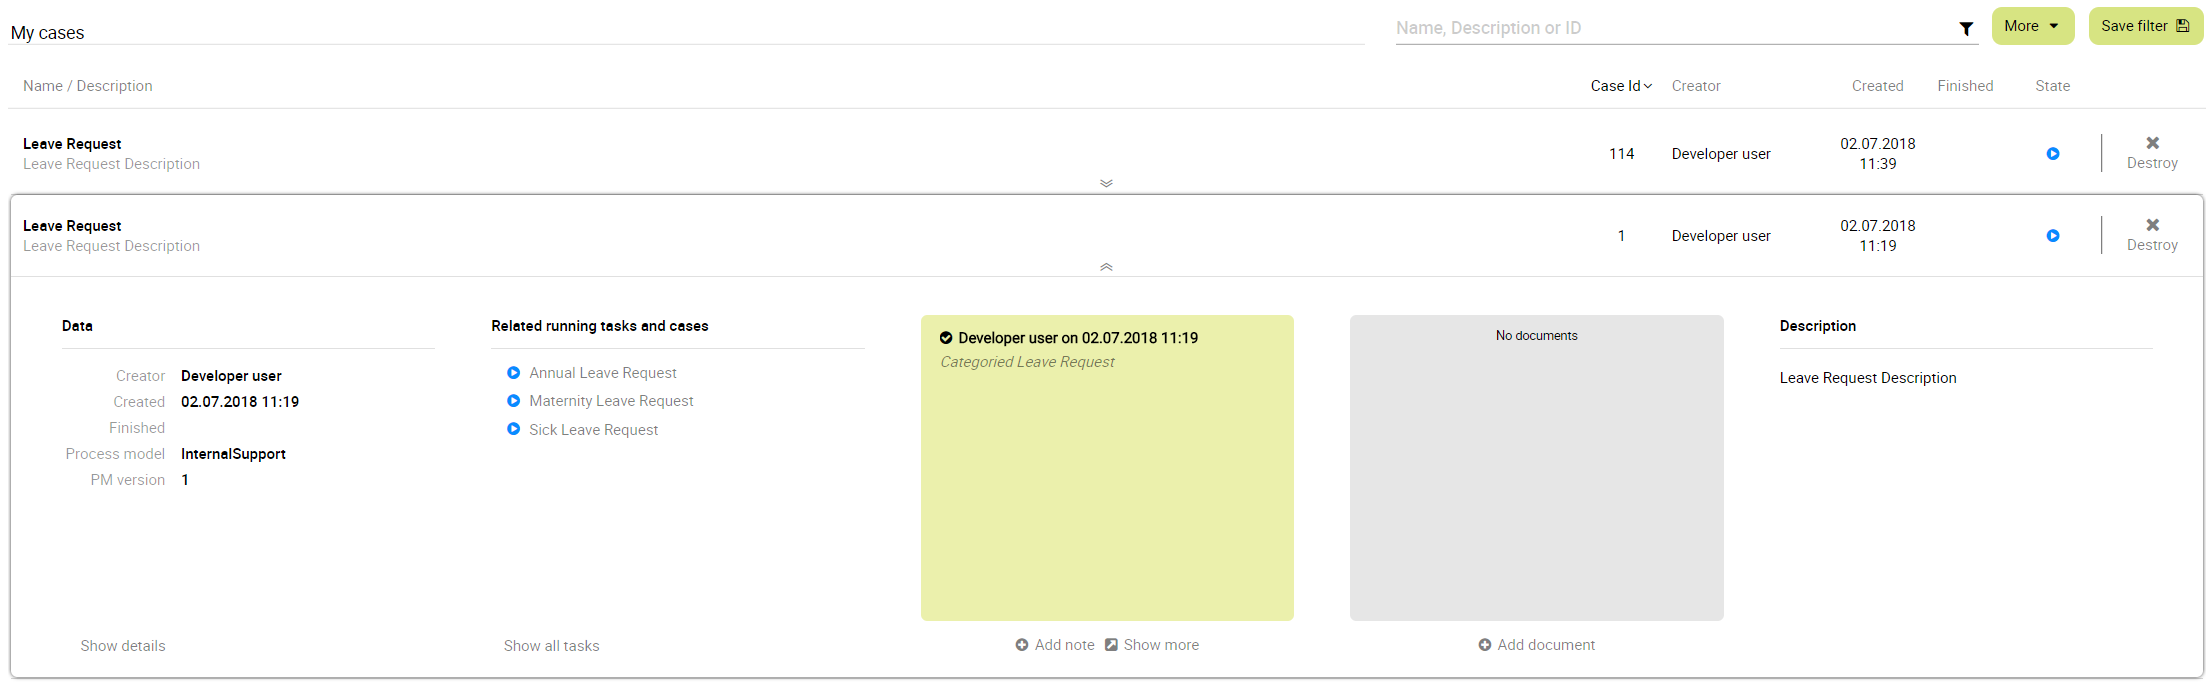 My cases
Name, Description or ID
More
Save filter
Name / Description
Case Id
Creator
Created
Finished
State
Leave Request
Leave Request Description
114
Developer user
02.07.2018
11:39
Destroy
Leave Request
Leave Request Description
1
Developer user
02.07.2018
11:19
Destroy
Data
Creator Developer user
Created 02.07.2018 11:19
Finished
Process model InternalSupport
PM version 1
Show details
Related running tasks and cases
Annual Leave Request
Maternity Leave Request
Sick Leave Request
Show all tasks
Developer user on 02.07.2018 11:19
Categoried Leave Request
Add note
Show more
No documents
Add document
Description
Leave Request Description